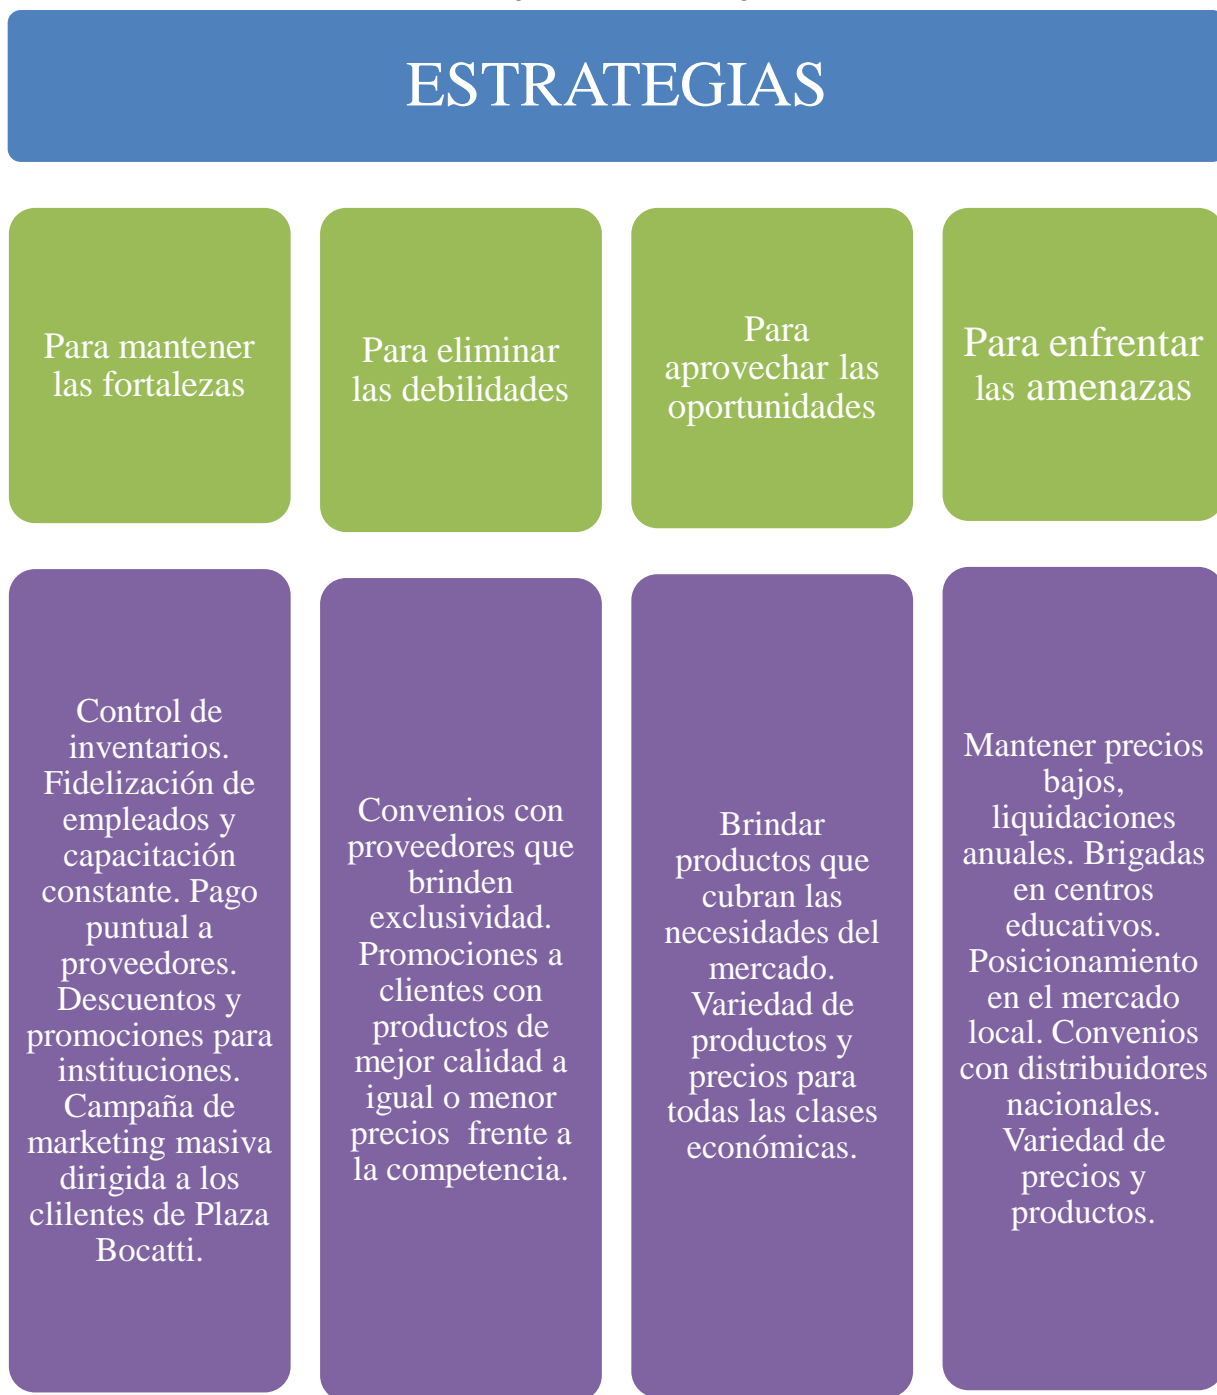 ESTRATEGIAS
Para mantener
las fortalezas
Para eliminar
las debilidades
Para
aprovechar las
oportunidades
Para enfrentar
las amenazas
Control de
inventarios.
Fidelización de
empleados y
capacitación
constante. Pago
puntual a
proveedores.
Descuentos y
promociones para
instituciones.
Campaña de
marketing masiva
dirigida a los
clilentes de Plaza
Bocatti.
Convenios con
proveedores que
brinden
exclusividad.
Promociones a
clientes con
productos de
mejor calidad a
igual o menor
precios frente a
la competencia.
Brindar
productos que
cubran las
necesidades del
mercado.
Variedad de
productos y
precios para
todas las clases
económicas.
Mantener precios
bajos,
liquidaciones
anuales. Brigadas
en centros
educativos.
Posicionamiento
en el mercado
local. Convenios
con distribuidores
nacionales.
Variedad de
precios y
productos.